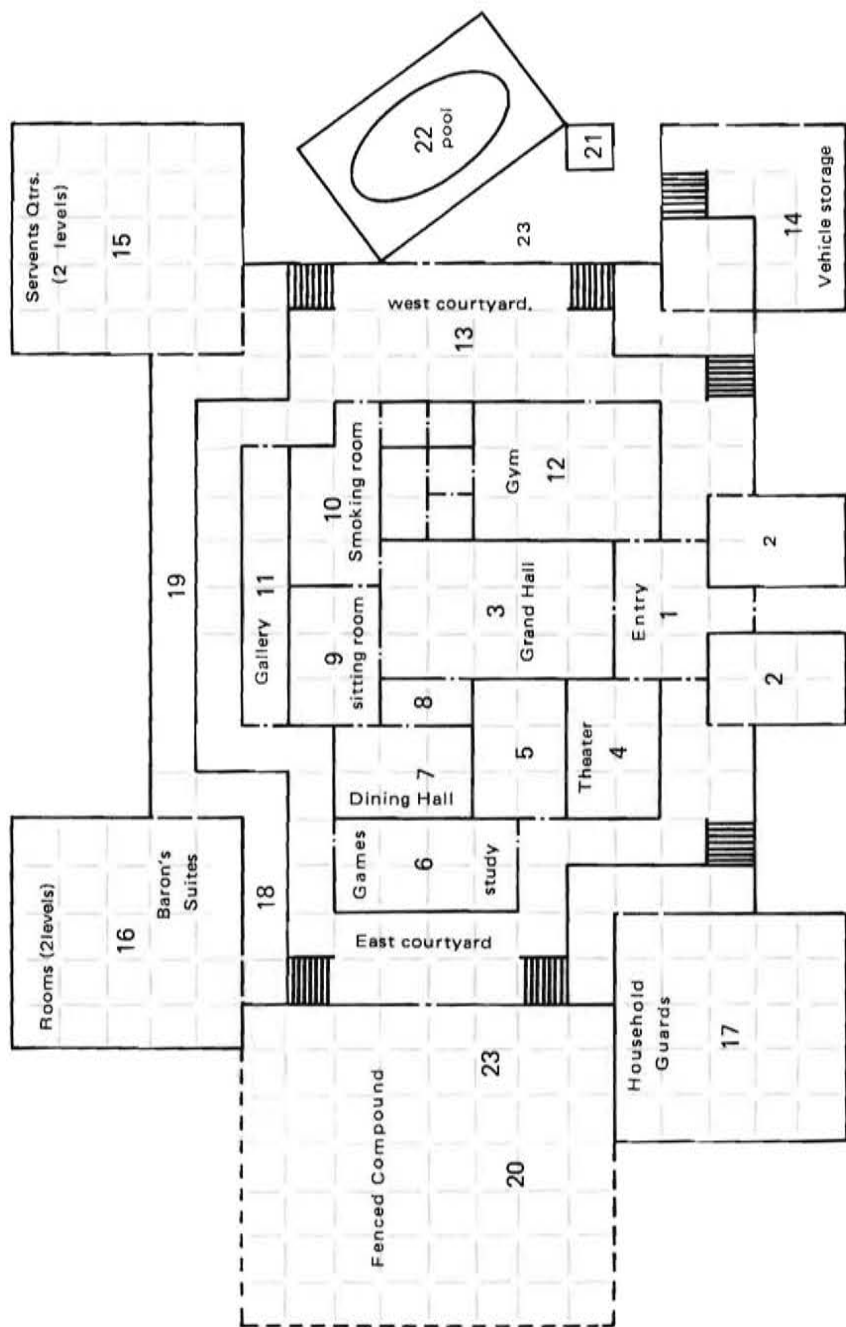 Servents Qtrs.
(2 levels)
15
22
pool
21
23
west courtyard.
13
14
Vehicle storage
19
Gallery 11
10
Smoking room
9
sitting room
Gym
12
3
Grand Hall
Entry
1
2
2
8
7
Dining Hall
5
Theater
4
Games
6
study
18
East courtyard
Rooms (2 levels)
16
Baron's
Suites
Household
Guards
17
Fenced Compound
23
20